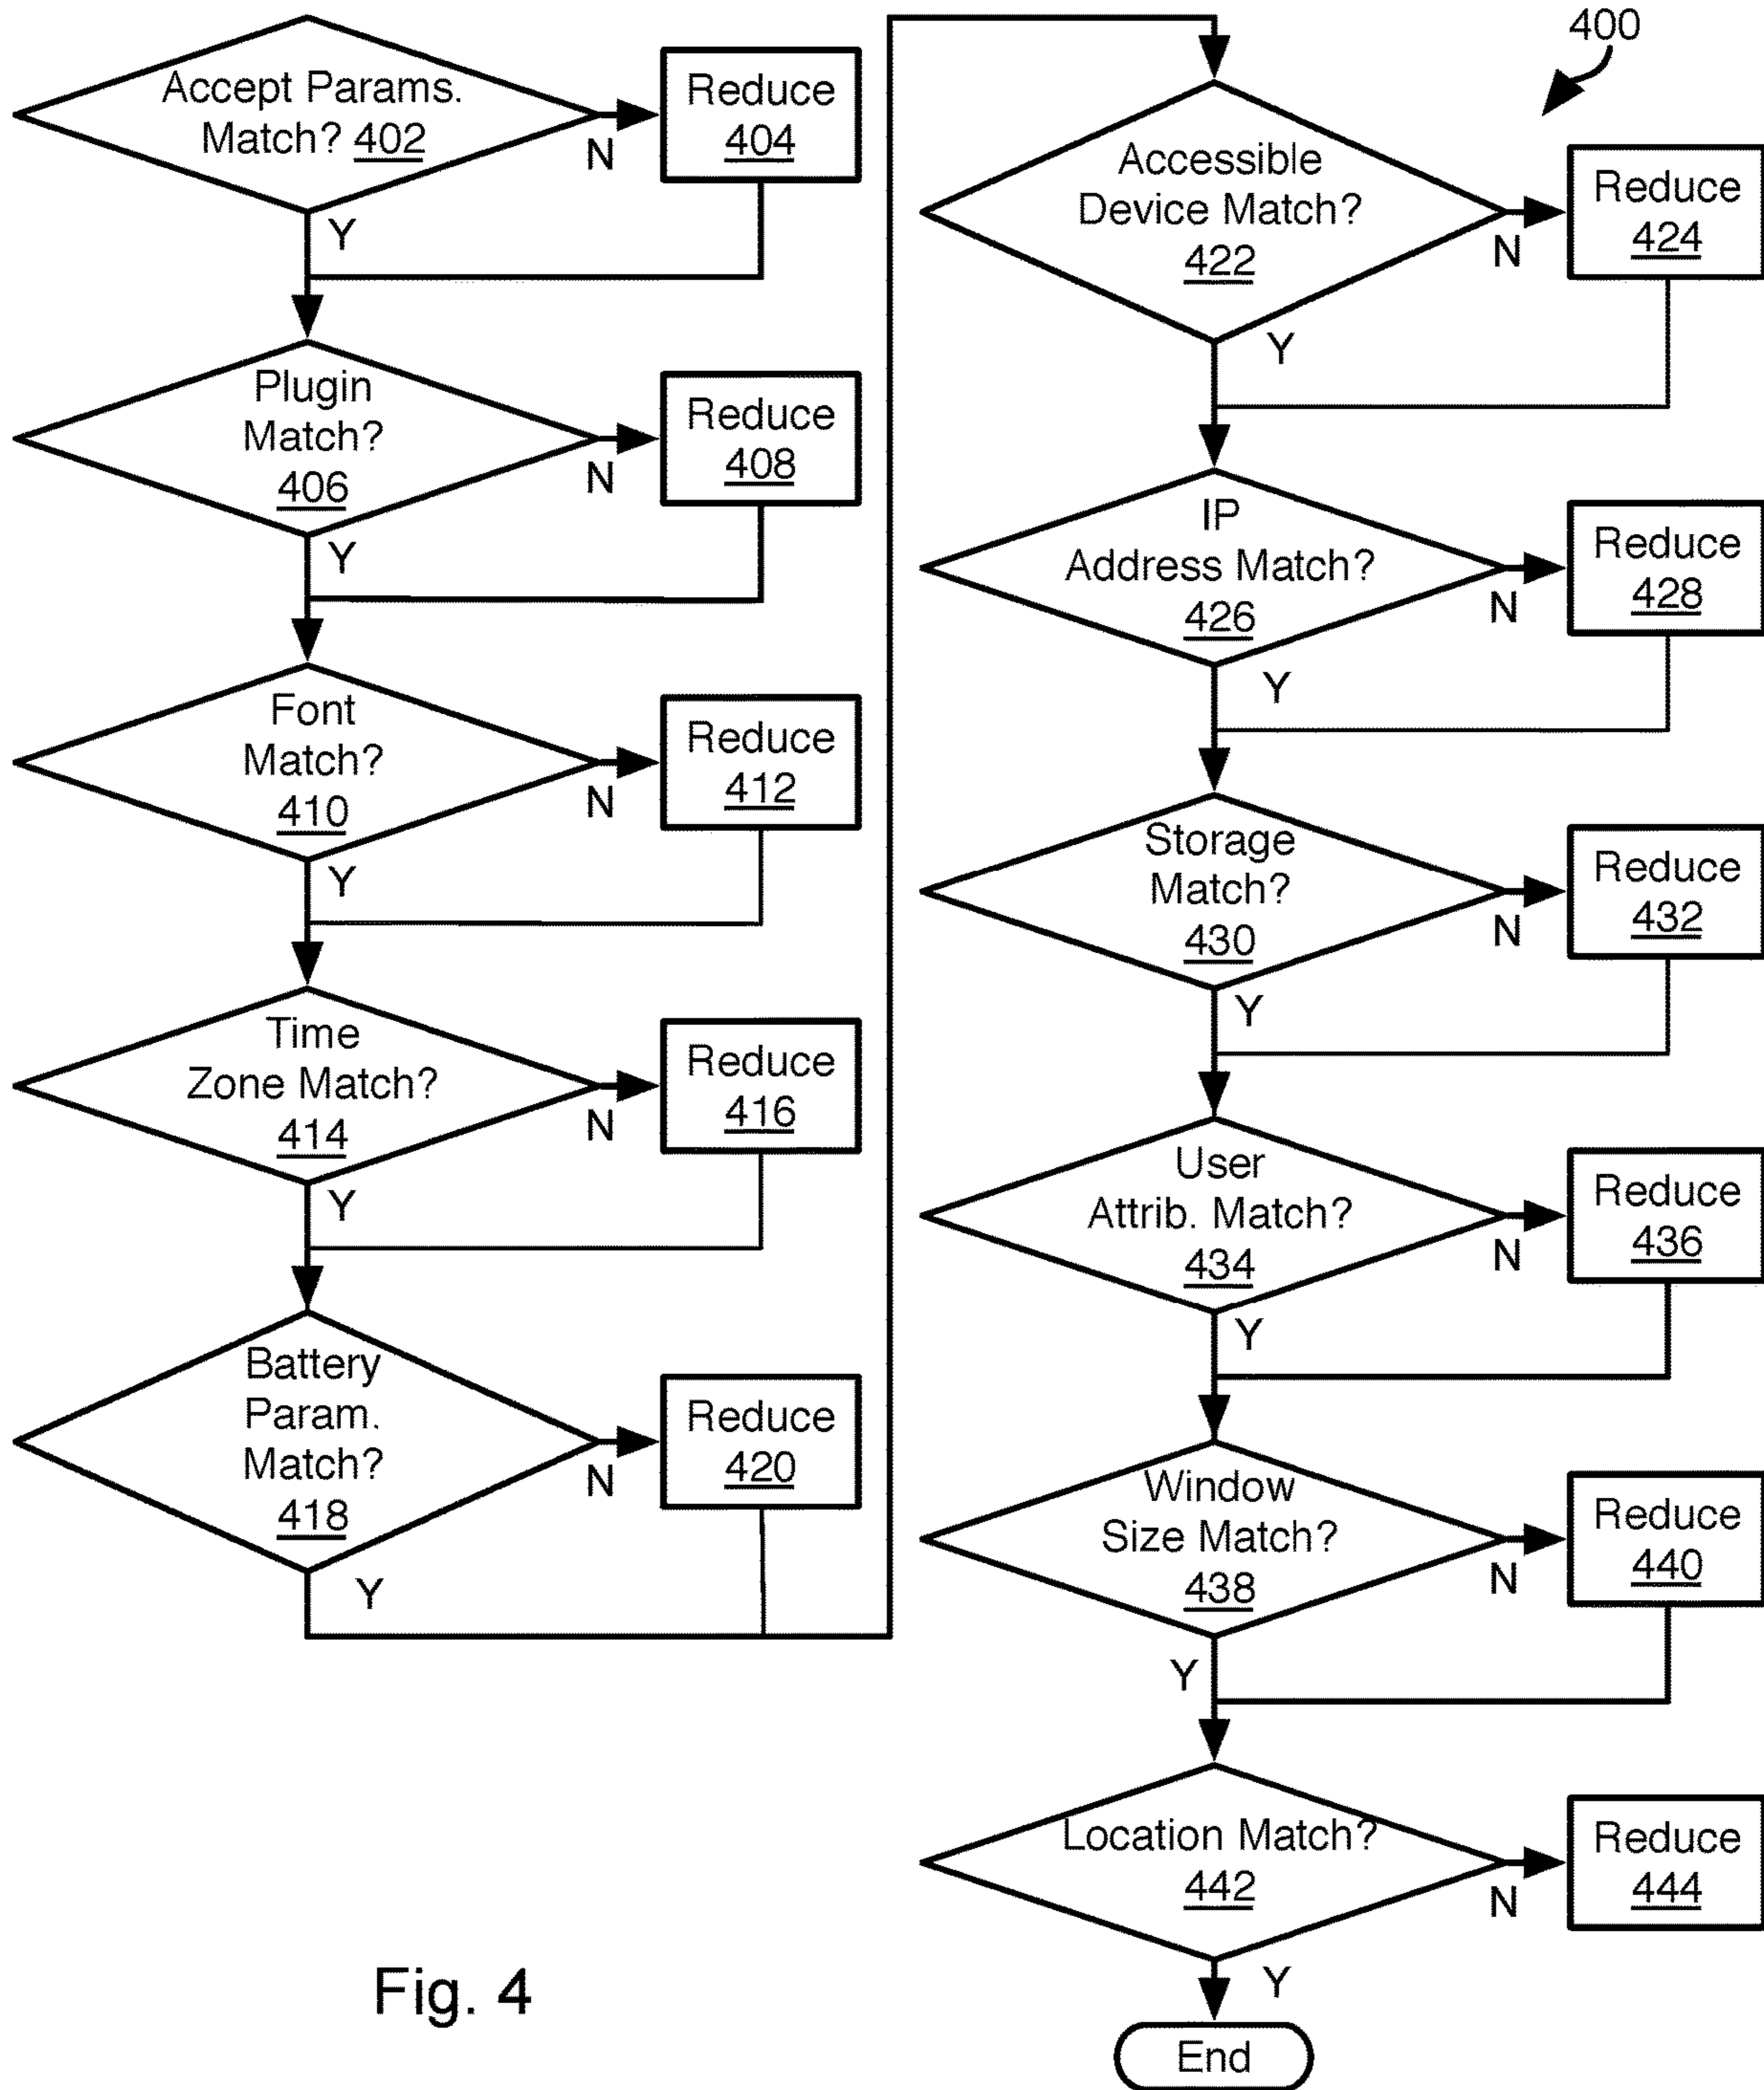 Accept Params.
Match? 402
N
Reduce
404
Y
Plugin
Match?
406
N
Reduce
408
Y
Font
Match?
410
N
Reduce
412
Y
Time
Zone Match?
414
N
Reduce
416
Y
Battery
Param.
Match?
418
N
Reduce
420
Y
400
Accessible
Device Match?
422
N
Reduce
424
Y
IP
Address Match?
426
N
Reduce
428
Y
Storage
Match?
430
N
Reduce
432
Y
User
Attrib. Match?
434
N
Reduce
436
Y
Window
Size Match?
438
N
Reduce
440
Y
Location Match?
442
N
Reduce
444
Y
End
Fig. 4